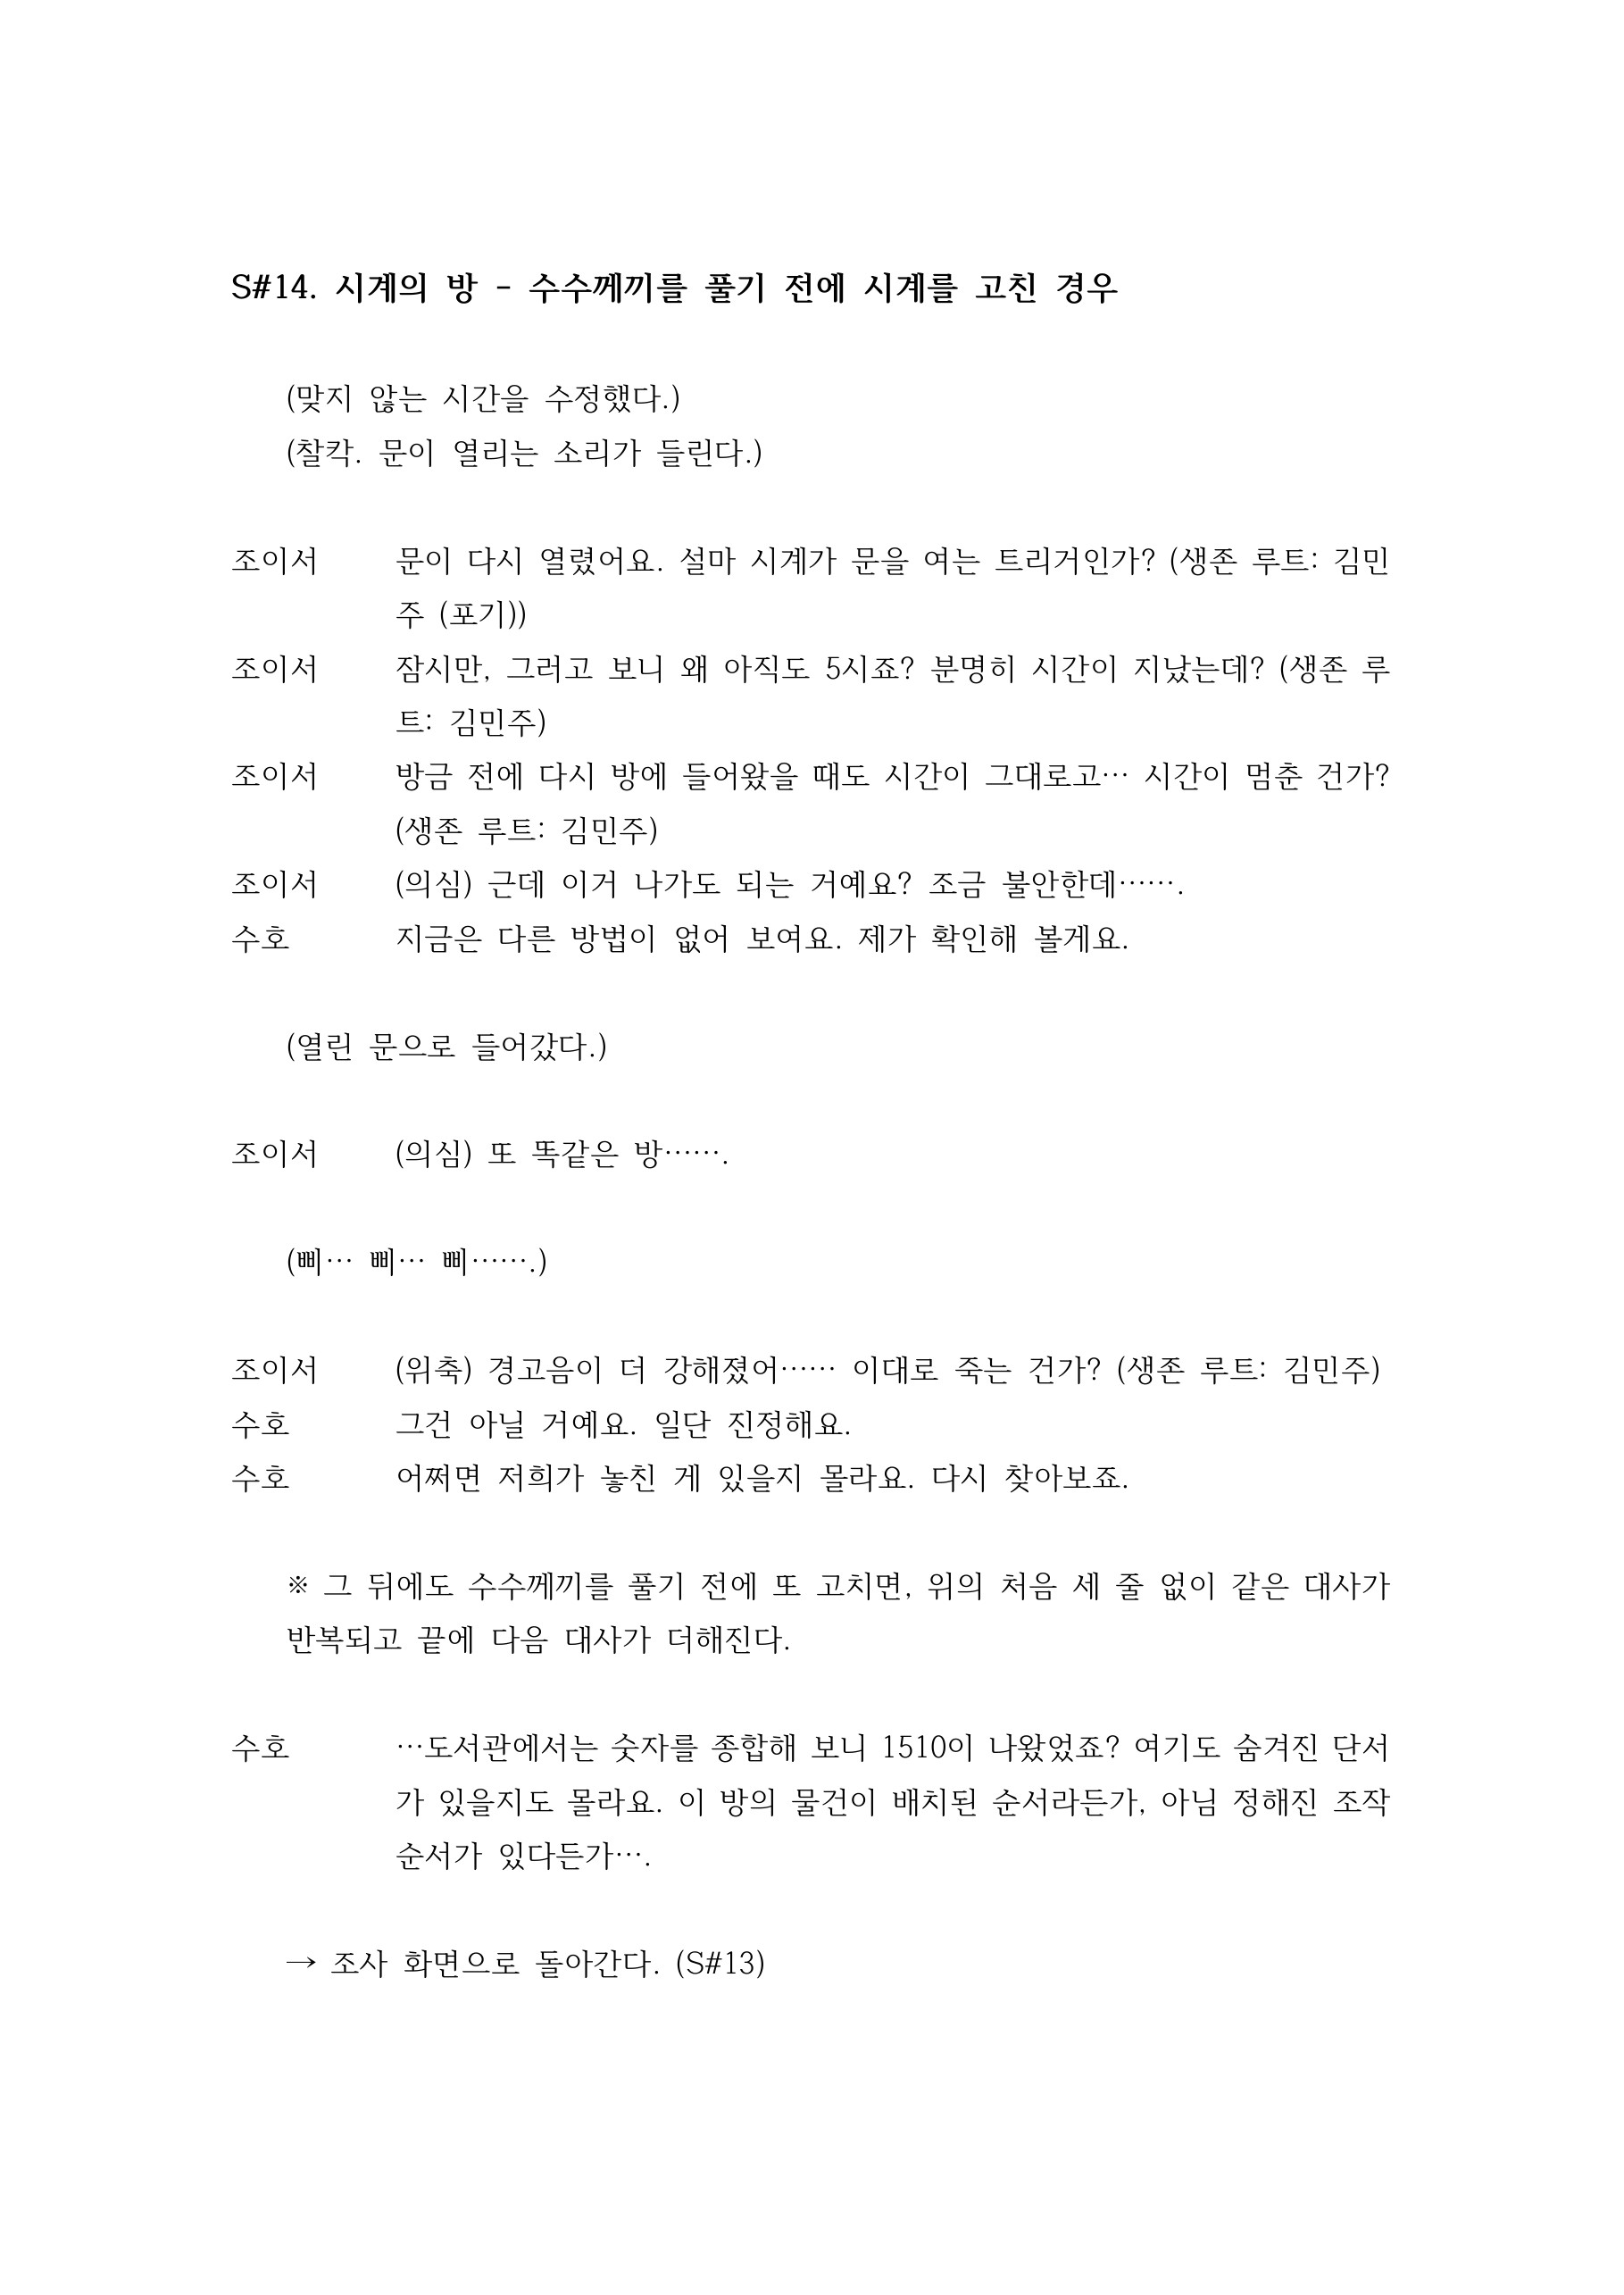 S#14. 시계의 방 - 수수께끼를 풀기 전에 시계를 고친 경우
(맞지 않는 시간을 수정했다.)
(찰칵. 문이 열리는 소리가 들린다.)
조이서 문이 다시 열렸어요. 설마 시계가 문을 여는 트리거인가? (생존 루트: 김민
주 (포기))
조이서 잠시만, 그러고 보니 왜 아직도 5시죠? 분명히 시간이 지났는데? (생존 루
트: 김민주)
조이서 방금 전에 다시 방에 들어왔을 때도 시간이 그대로고… 시간이 멈춘 건가?
(생존 루트: 김민주)
조이서 (의심) 근데 이거 나가도 되는 거예요? 조금 불안한데…….
수호 지금은 다른 방법이 없어 보여요. 제가 확인해 볼게요.
(열린 문으로 들어갔다.)
조이서 (의심) 또 똑같은 방…….
(삐… 삐… 삐…….)
조이서 (위축) 경고음이 더 강해졌어…… 이대로 죽는 건가? (생존 루트: 김민주)
수호 그건 아닐 거예요. 일단 진정해요.
수호 어쩌면 저희가 놓친 게 있을지 몰라요. 다시 찾아보죠.
※ 그 뒤에도 수수께끼를 풀기 전에 또 고치면, 위의 처음 세 줄 없이 같은 대사가
반복되고 끝에 다음 대사가 더해진다.
수호 …도서관에서는 숫자를 종합해 보니 1510이 나왔었죠? 여기도 숨겨진 단서
가 있을지도 몰라요. 이 방의 물건이 배치된 순서라든가, 아님 정해진 조작
순서가 있다든가….
→ 조사 화면으로 돌아간다. (S#13)